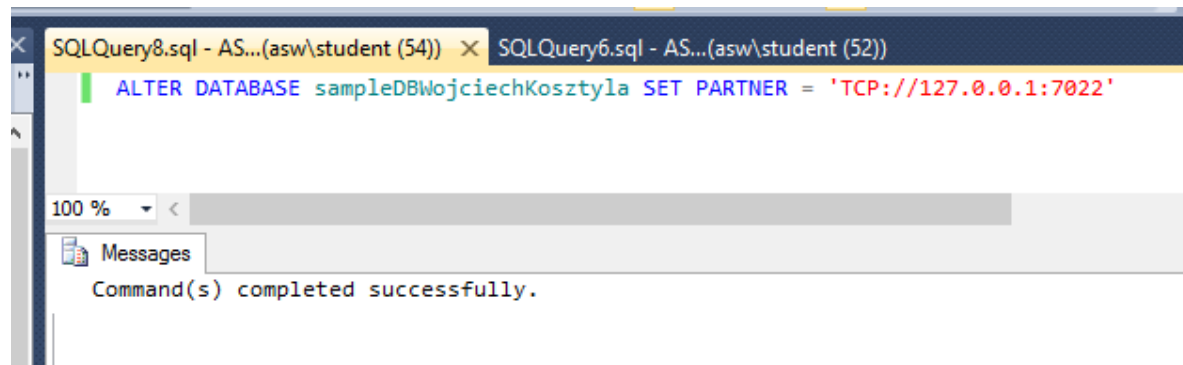 SQLQuery8.sql - AS...(asw\student (54)) SQLQuery6.sql - AS...(asw\student (52))
ALTER DATABASE sampleDBWojciechKosztyla SET PARTNER = 'TCP://127.0.0.1:7022'
100 %
Messages
Command(s) completed successfully.